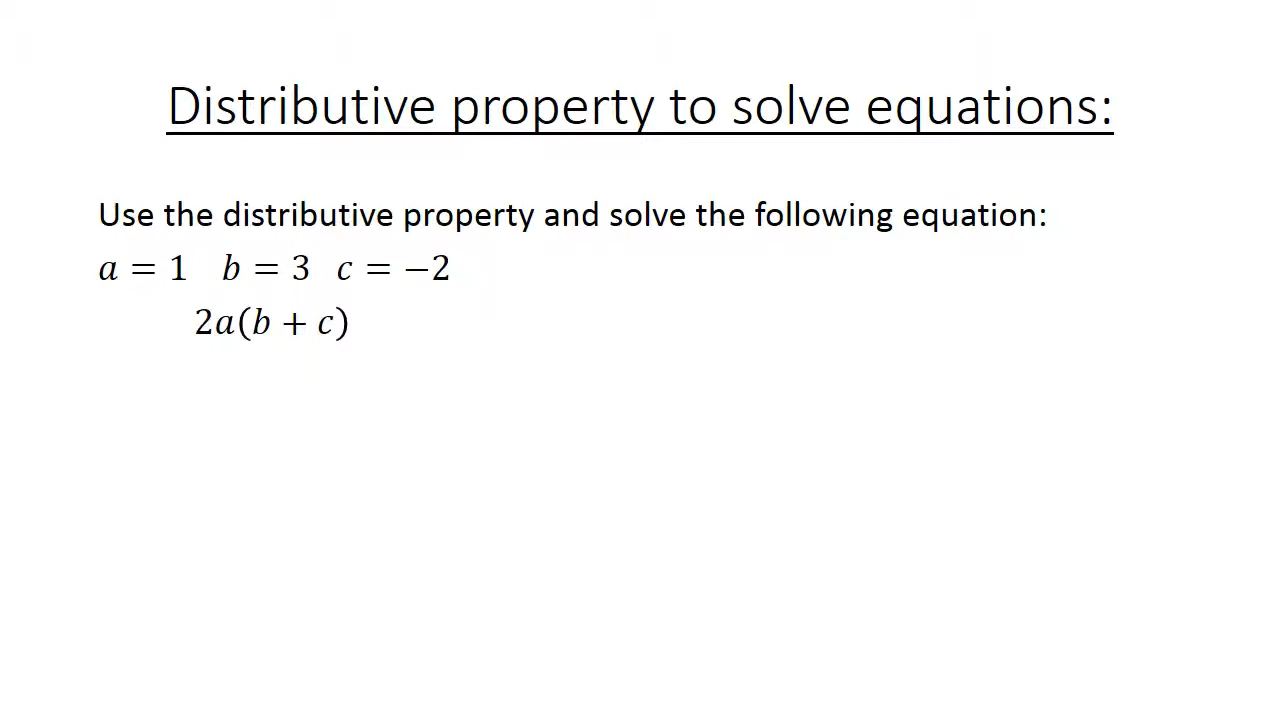 Distributive property to solve equations:
Use the distributive property and solve the following equation:
a = 1 b = 3 c = −2
2a(b + c)